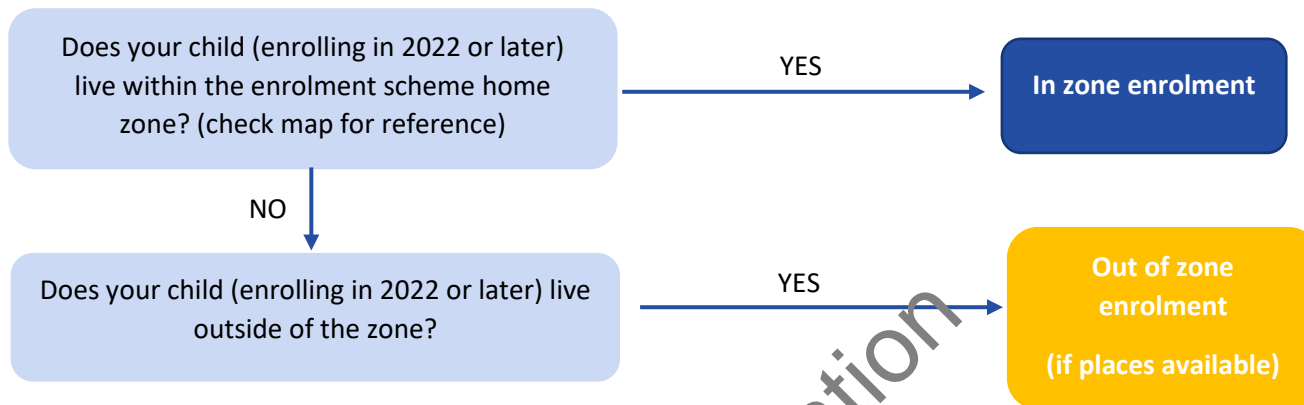 Does your child (enrolling in 2022 or later)
live within the enrolment scheme home
zone? (check map for reference)
YES
In zone enrolment
NO
Does your child (enrolling in 2022 or later) live
outside of the zone?
YES
Out of zone
enrolment
(if places available)